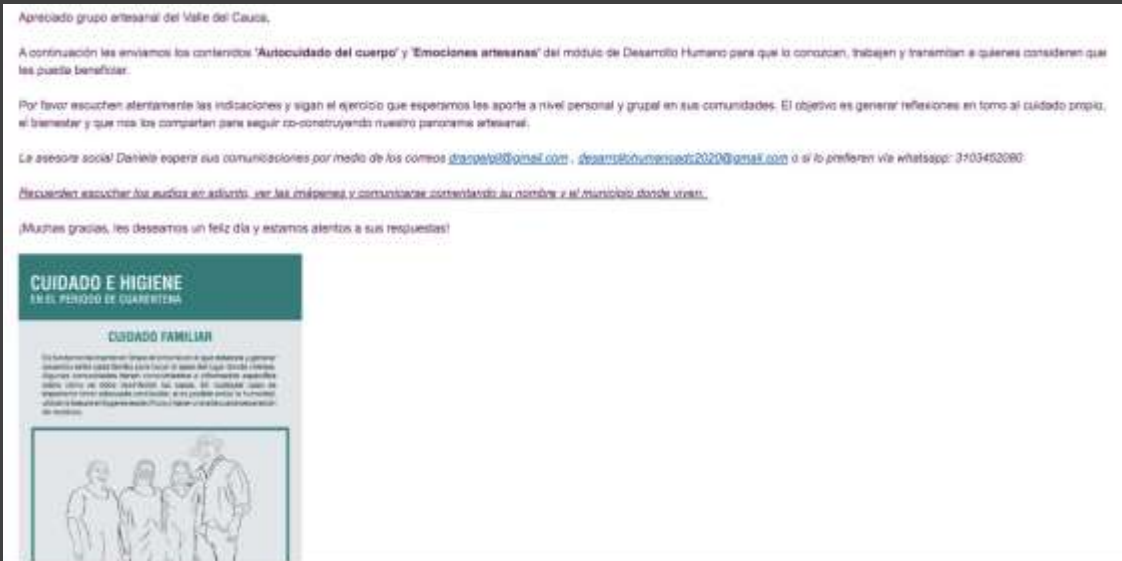 Apreciado grupo artesanal del Valle del Cauca,
A continuación les enviamos los contenidos 'Autocuidado del cuerpo' y 'Emociones artesanas' del módulo de Desarrollo Humano para que lo conozcan, trabajen y transmitan a quienes consideren que
les pueda beneficiar.
Por favor escuchen atentamente las indicaciones y sigan el ejercicio que esperamos les aporte a nivel personal y grupal en sus comunidades. El objetivo es generar reflexiones en torno al cuidado propio,
el bienestar y que nos los compartan para seguir co-construyendo nuestro panorama artesanal.
La asesora social Daniela espera sus comunicaciones por medio de los correos , o si lo prefieren vía whatsapp:
Recuerden escuchar los audios en adjunto, ver las imágenes y comunicarse comentando su nombre y el municipio donde viven.
¡Muchas gracias, les deseamos un feliz día y estamos atentos a sus respuestas!
CUIDADO E HIGIENE
EN EL PERIODO DE CUARENTENA
CUIDADO FAMILIAR